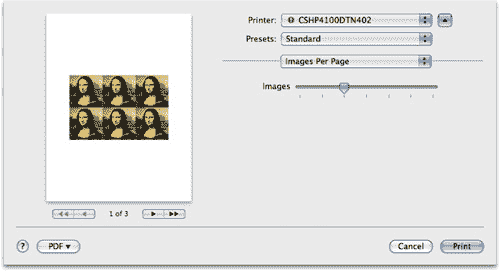 Printer: CSHP4100DTN402
Presets: Standard
Images Per Page
Images
1 of 3
? PDF▼ Cancel Print